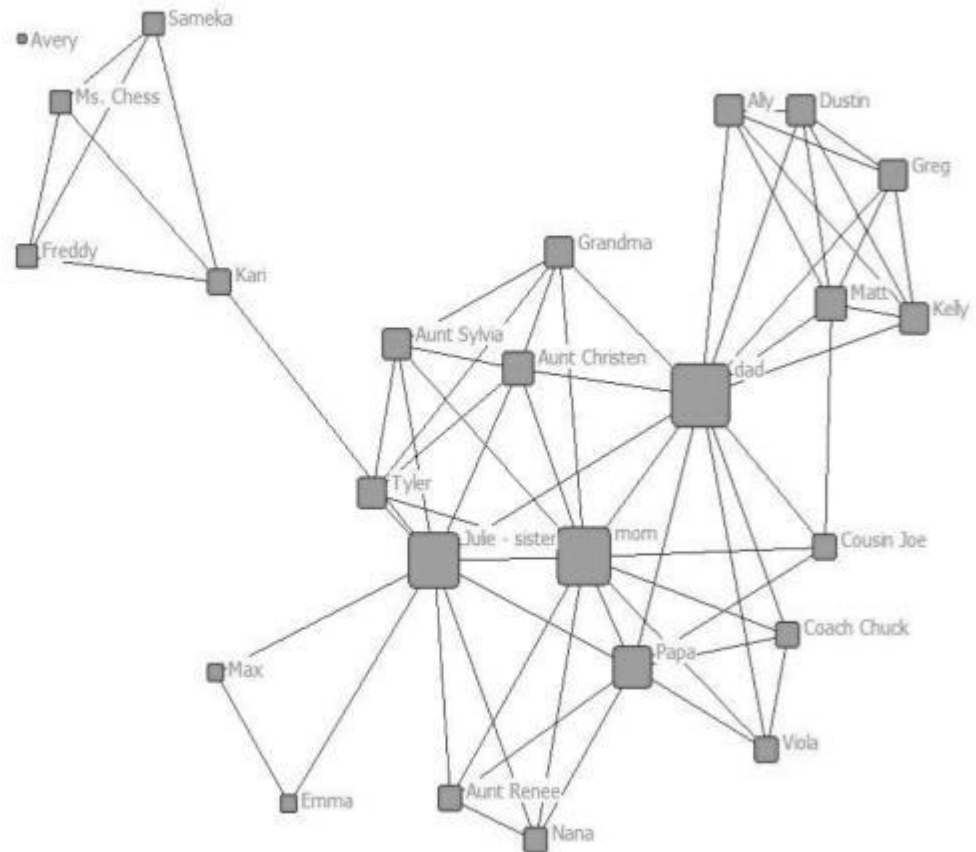 Sameka
Avery
Ms. Chess
Ally
Dustin
Greg
Freddy
Kari
Grandma
Matt
Kelly
Aunt Sylvia
Aunt Christen
dad
Tyler
Julie - sister
mom
Cousin Joe
Coach Chuck
Max
Papa
Viola
Emma
Aunt Renee
Nana